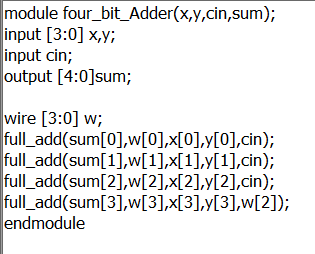 module four_bit_Adder(x,y,cin,sum);
input [3:0] x,y;
input cin;
output [4:0]sum;
wire [3:0] w;
full_add(sum[0],w[0],x[0],y[0],cin);
full_add(sum[1],w[1],x[1],y[1],cin);
full_add(sum[2],w[2],x[2],y[2],cin);
full_add(sum[3],w[3],x[3],y[3],w[2]);
endmodule